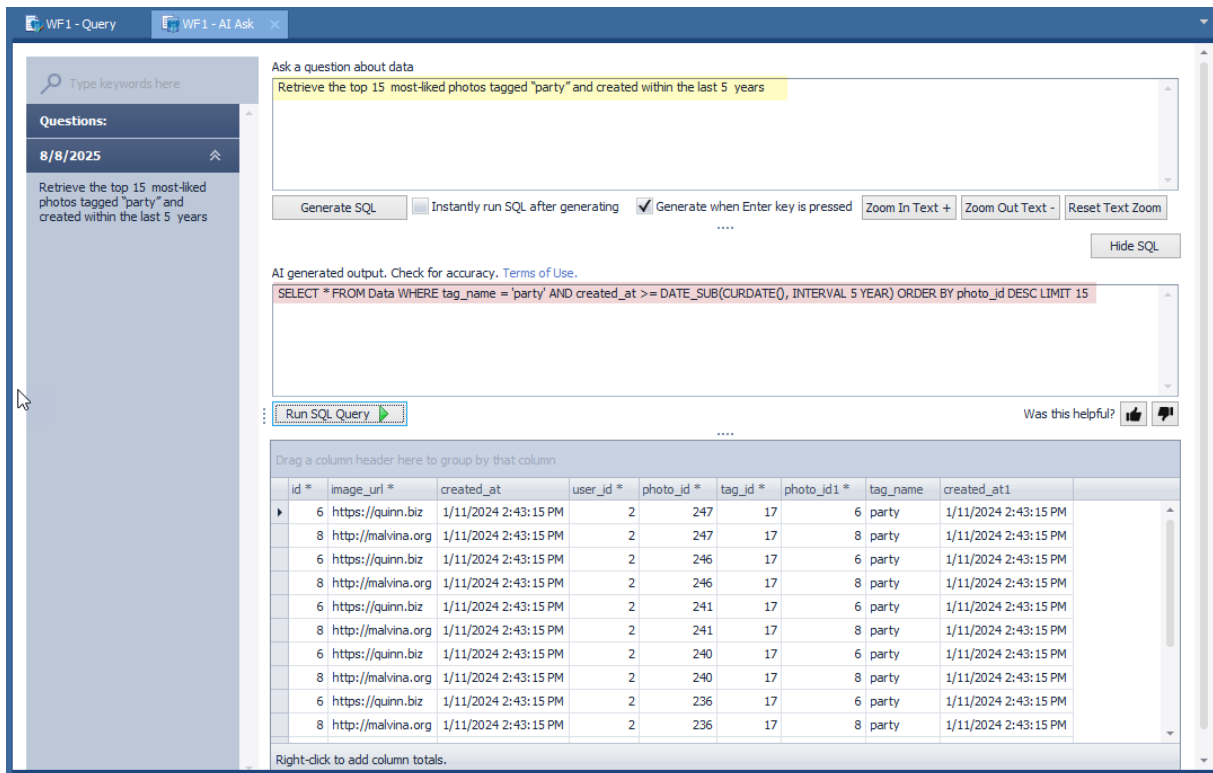 WF1 - Query WF1 - AI Ask
Type keywords here
Questions:
8/8/2025
Retrieve the top 15 most-liked
photos tagged “party” and
created within the last 5 years
Ask a question about data
Retrieve the top 15 most-liked photos tagged “party” and created within the last 5 years
Generate SQL Instantly run SQL after generating Generate when Enter key is pressed Zoom In Text + Zoom Out Text - Reset Text Zoom
Hide SQL
AI generated output. Check for accuracy. Terms of Use.
SELECT * FROM Data WHERE tag_name = 'party' AND created_at >= DATE_SUB(CURDATE(), INTERVAL 5 YEAR) ORDER BY photo_id DESC LIMIT 15
Run SQL Query Was this helpful?
Drag a column header here to group by that column
id * image_url * created_at user_id * photo_id * tag_id * photo_id1 * tag_name created_at1
6 https://quinn.biz 1/11/2024 2:43:15 PM 2 247 17 6 party 1/11/2024 2:43:15 PM
8 http://malvina.org 1/11/2024 2:43:15 PM 2 247 17 8 party 1/11/2024 2:43:15 PM
6 https://quinn.biz 1/11/2024 2:43:15 PM 2 246 17 6 party 1/11/2024 2:43:15 PM
8 http://malvina.org 1/11/2024 2:43:15 PM 2 246 17 8 party 1/11/2024 2:43:15 PM
6 https://quinn.biz 1/11/2024 2:43:15 PM 2 241 17 6 party 1/11/2024 2:43:15 PM
8 http://malvina.org 1/11/2024 2:43:15 PM 2 241 17 8 party 1/11/2024 2:43:15 PM
6 https://quinn.biz 1/11/2024 2:43:15 PM 2 240 17 6 party 1/11/2024 2:43:15 PM
8 http://malvina.org 1/11/2024 2:43:15 PM 2 240 17 8 party 1/11/2024 2:43:15 PM
6 https://quinn.biz 1/11/2024 2:43:15 PM 2 236 17 6 party 1/11/2024 2:43:15 PM
8 http://malvina.org 1/11/2024 2:43:15 PM 2 236 17 8 party 1/11/2024 2:43:15 PM
Right-click to add column totals.